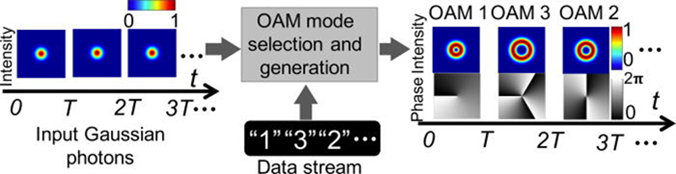 0 1
Intensity
... t
0 T 2T 3T...
Input Gaussian
photons
OAM mode
selection and
generation
“1” “3” “2” ...
Data stream
OAM 1 OAM 3 OAM 2
Phase Intensity
1
0
2π
0
... t
0 T 2T 3T...